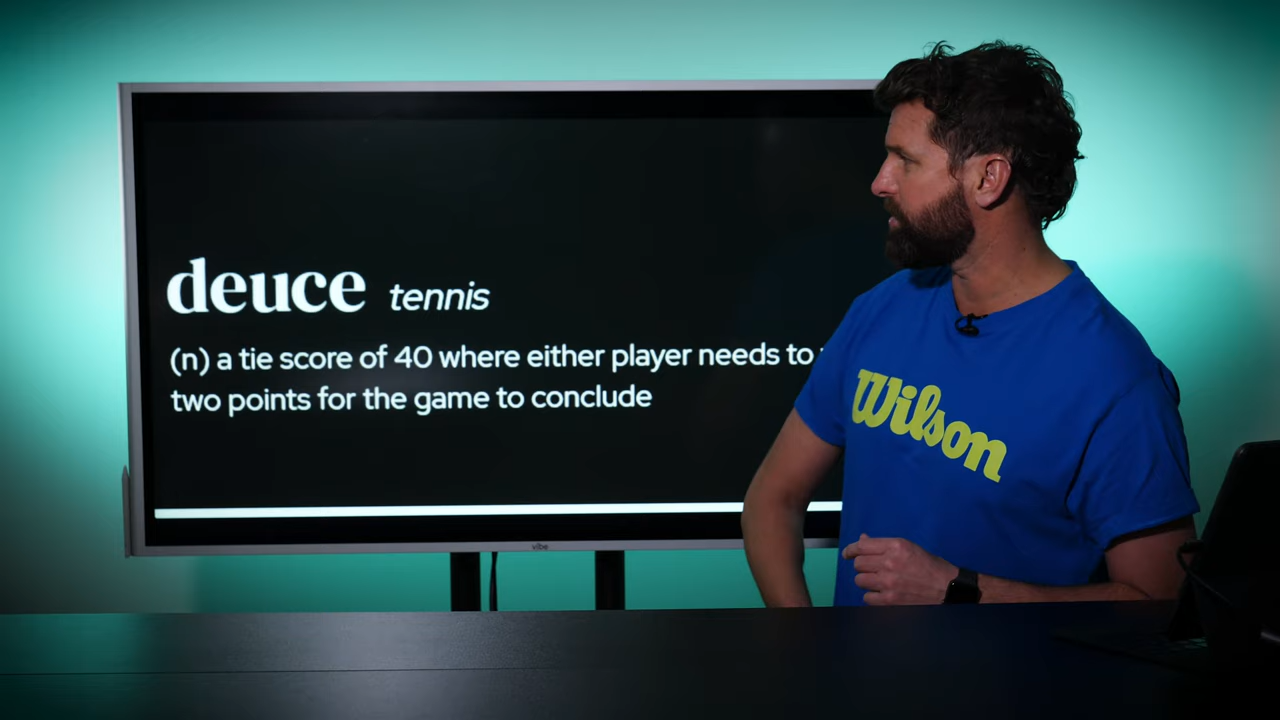 deuce tennis
(n) a tie score of 40 where either player needs to
two points for the game to conclude
Wilson
vibe